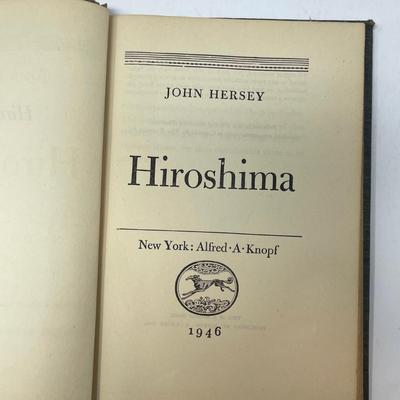 JOHN HERSEY
Hiroshima
New York: Alfred·A·Knopf
1946